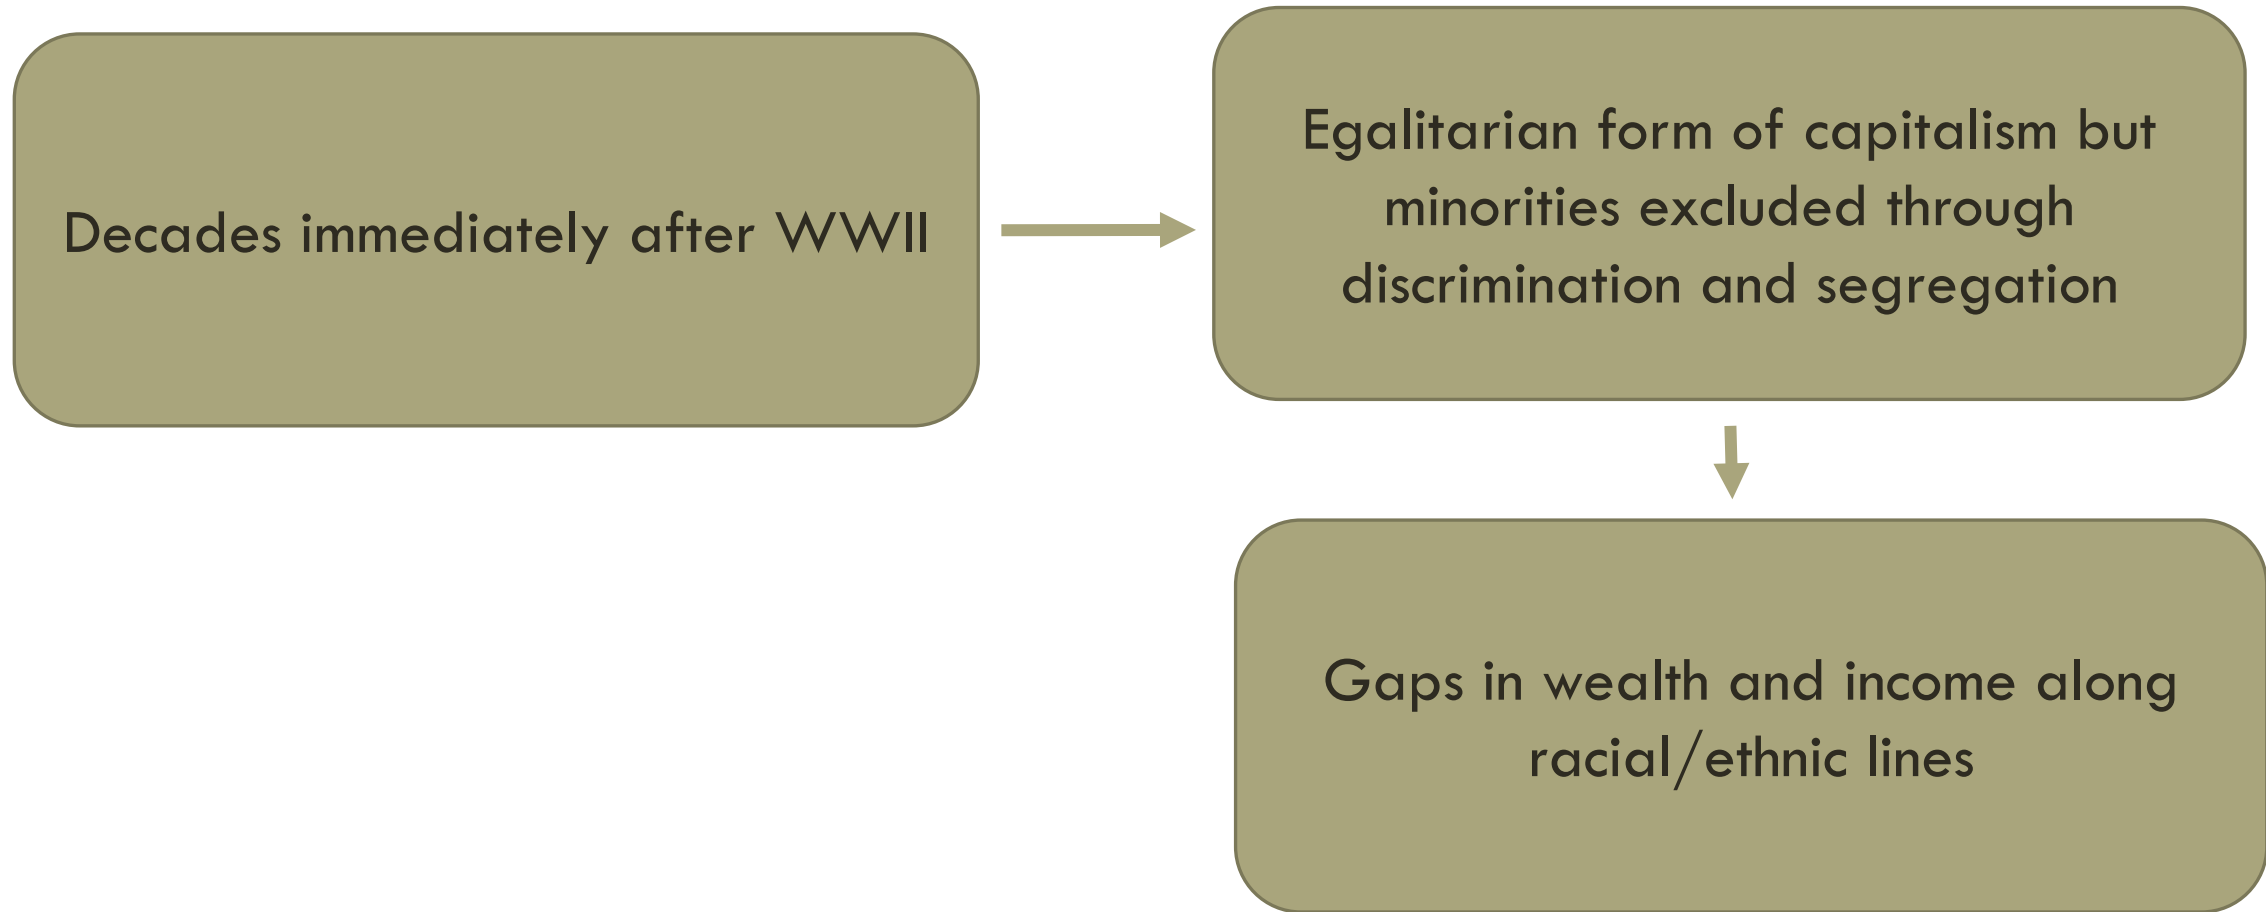 Decades immediately after WWII
Egalitarian form of capitalism but
minorities excluded through
discrimination and segregation
Gaps in wealth and income along
racial/ethnic lines